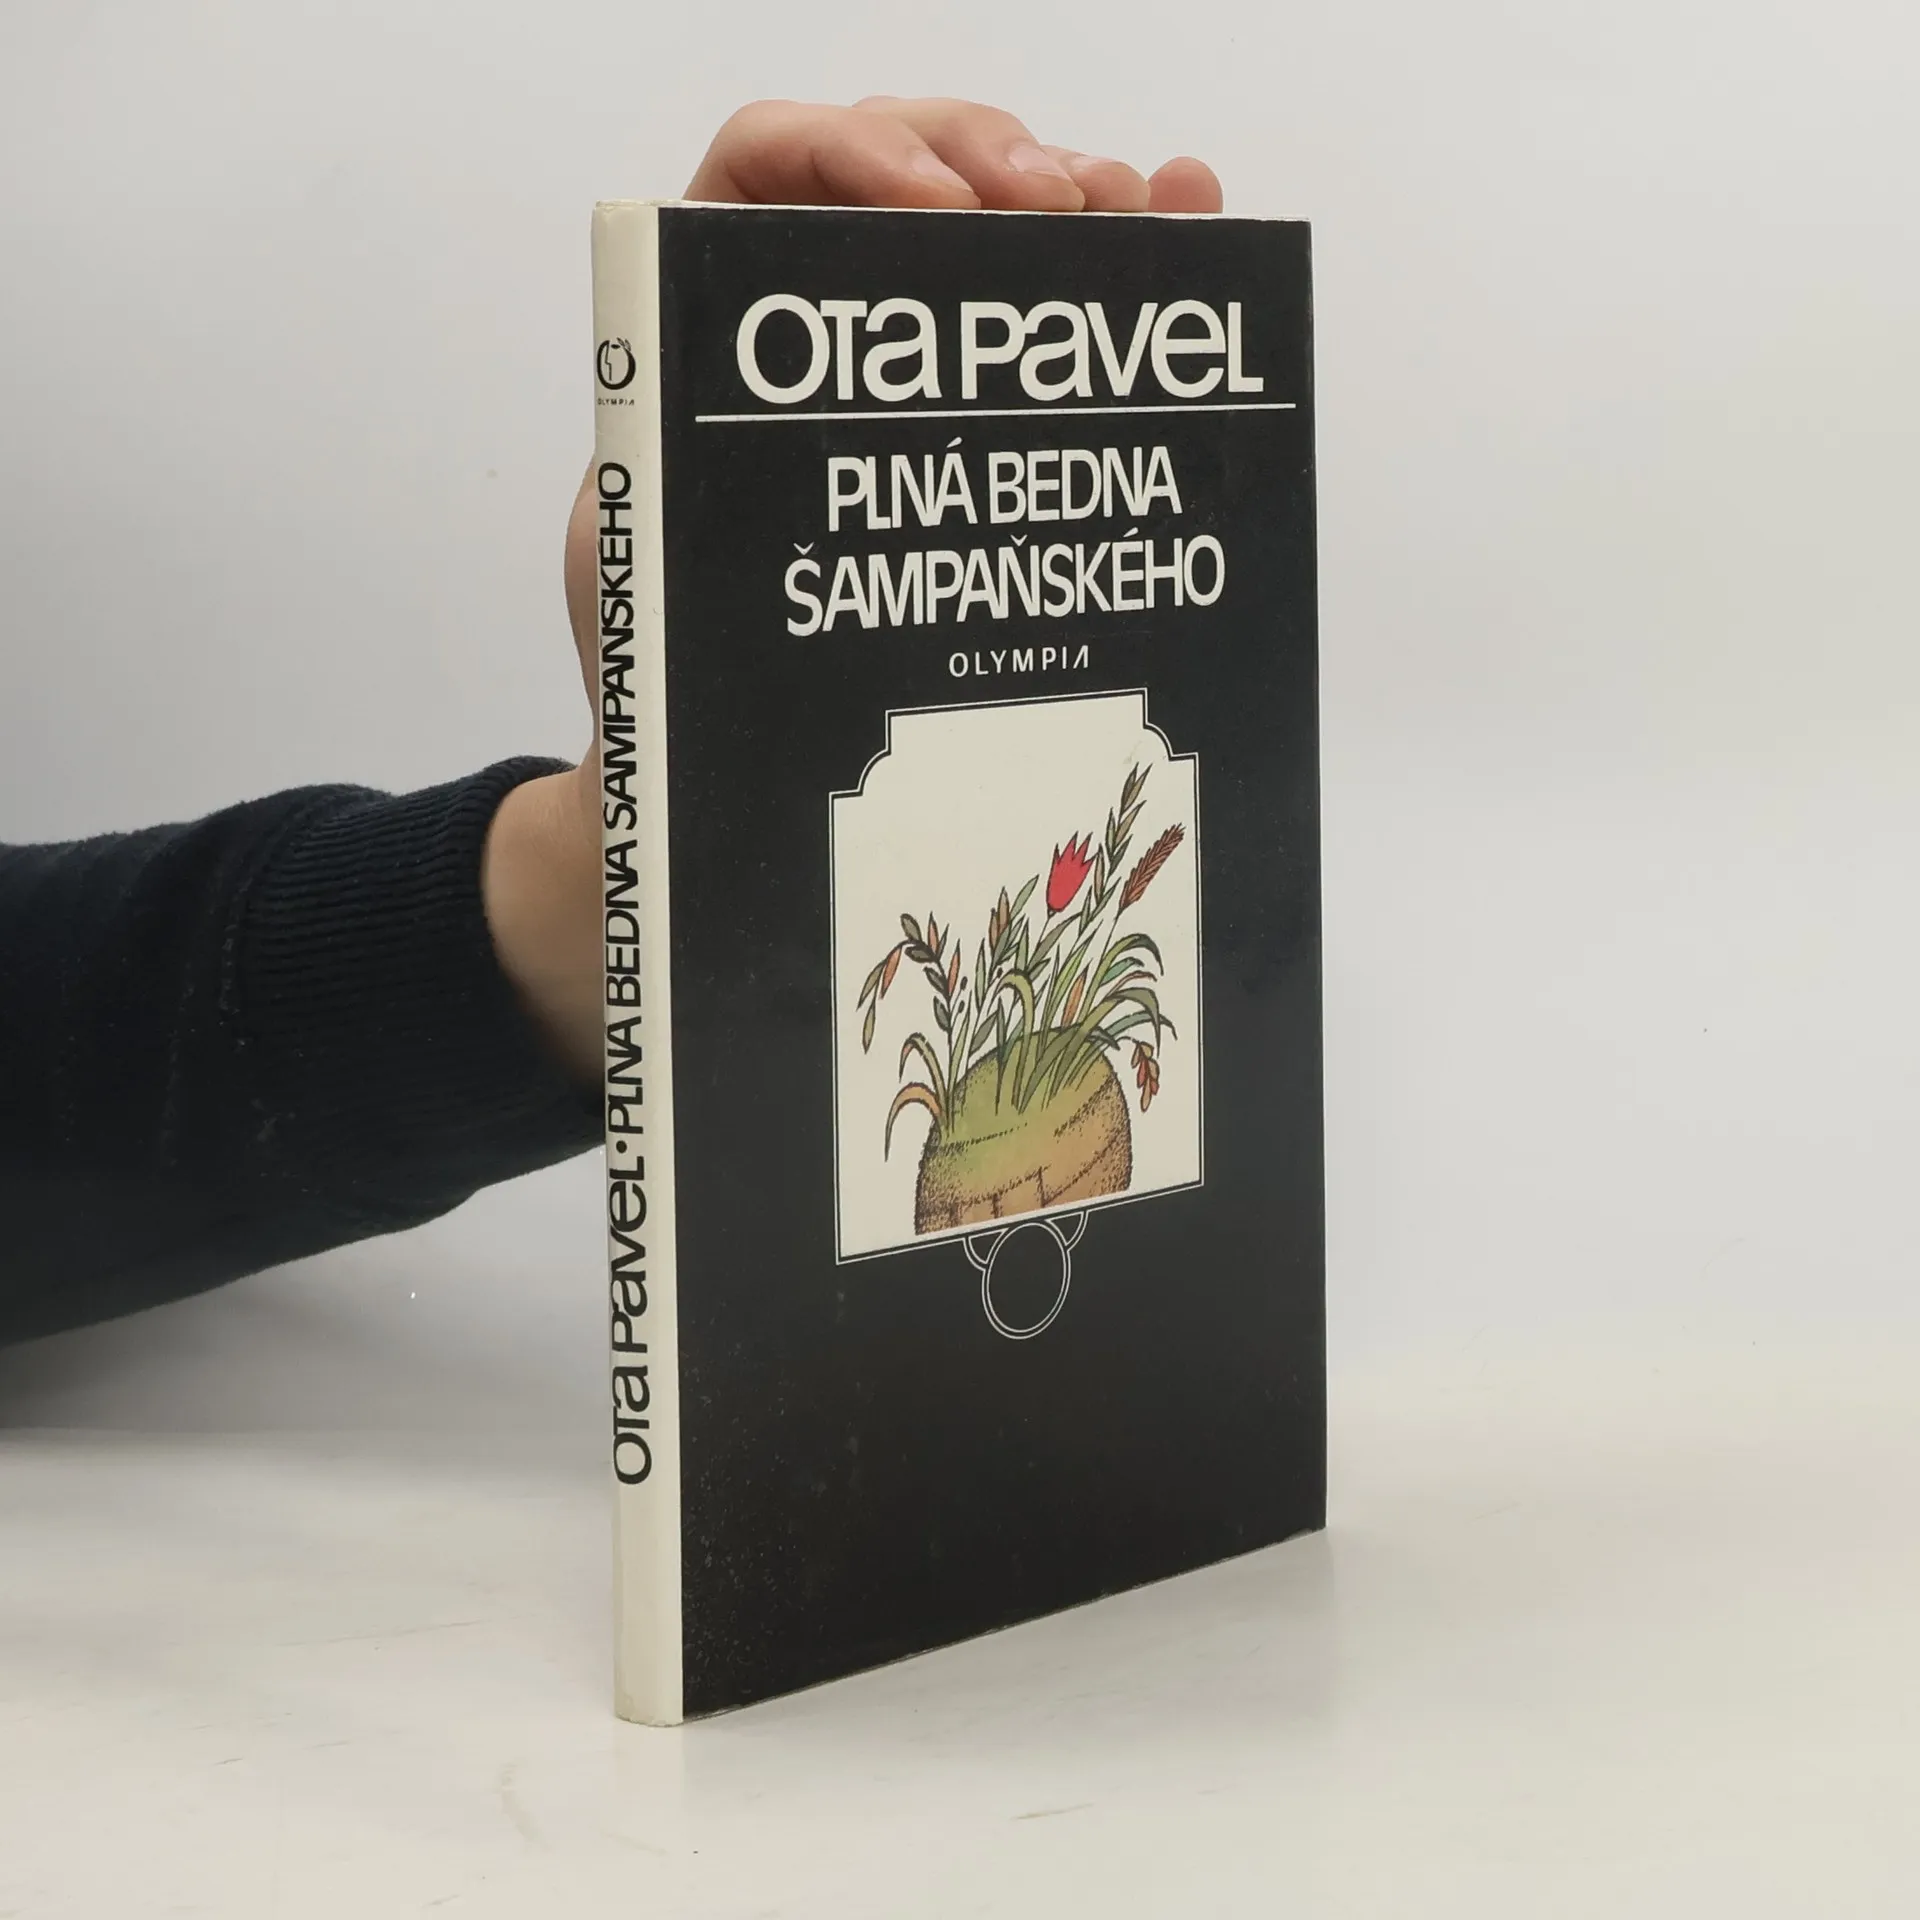 OTA PAVEL
PLNÁ BEDNA
ŠAMPAŇSKÉHO
OLYMPIA
OLYMPIA
OTA PAVEL · PLNÁ BEDNA ŠAMPAŇSKÉHO